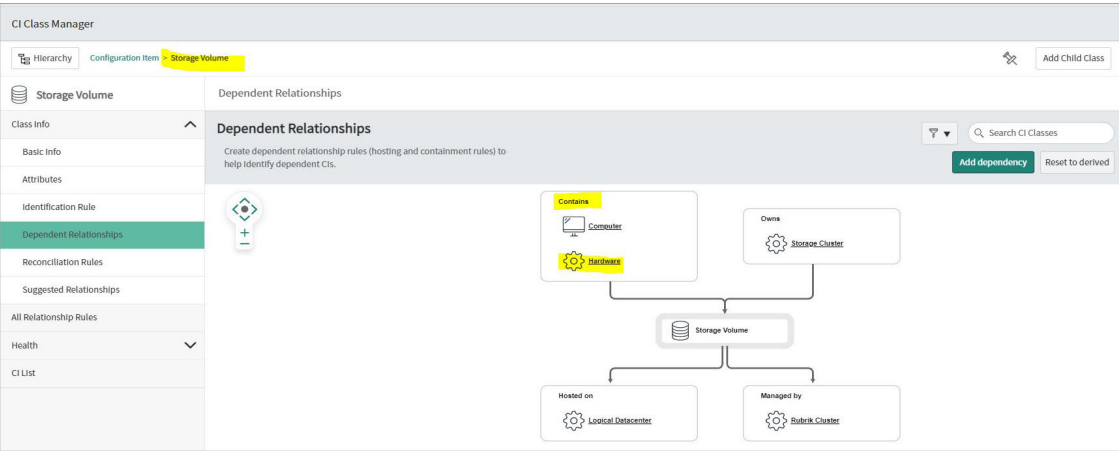 CI Class Manager
Hierarchy Configuration Item > Storage Volume Add Child Class
Storage Volume
Dependent Relationships
Class Info
Basic Info
Attributes
Identification Rule
Dependent Relationships
Reconciliation Rules
Suggested Relationships
All Relationship Rules
Health
CI List
Dependent Relationships
Create dependent relationship rules (hosting and containment rules) to
help identify dependent CIs.
Search CI Classes
Add dependency Reset to derived
Contains
Computer
Hardware
Owns
Storage Cluster
Storage Volume
Hosted on
Logical Datacenter
Managed by
Rubrik Cluster